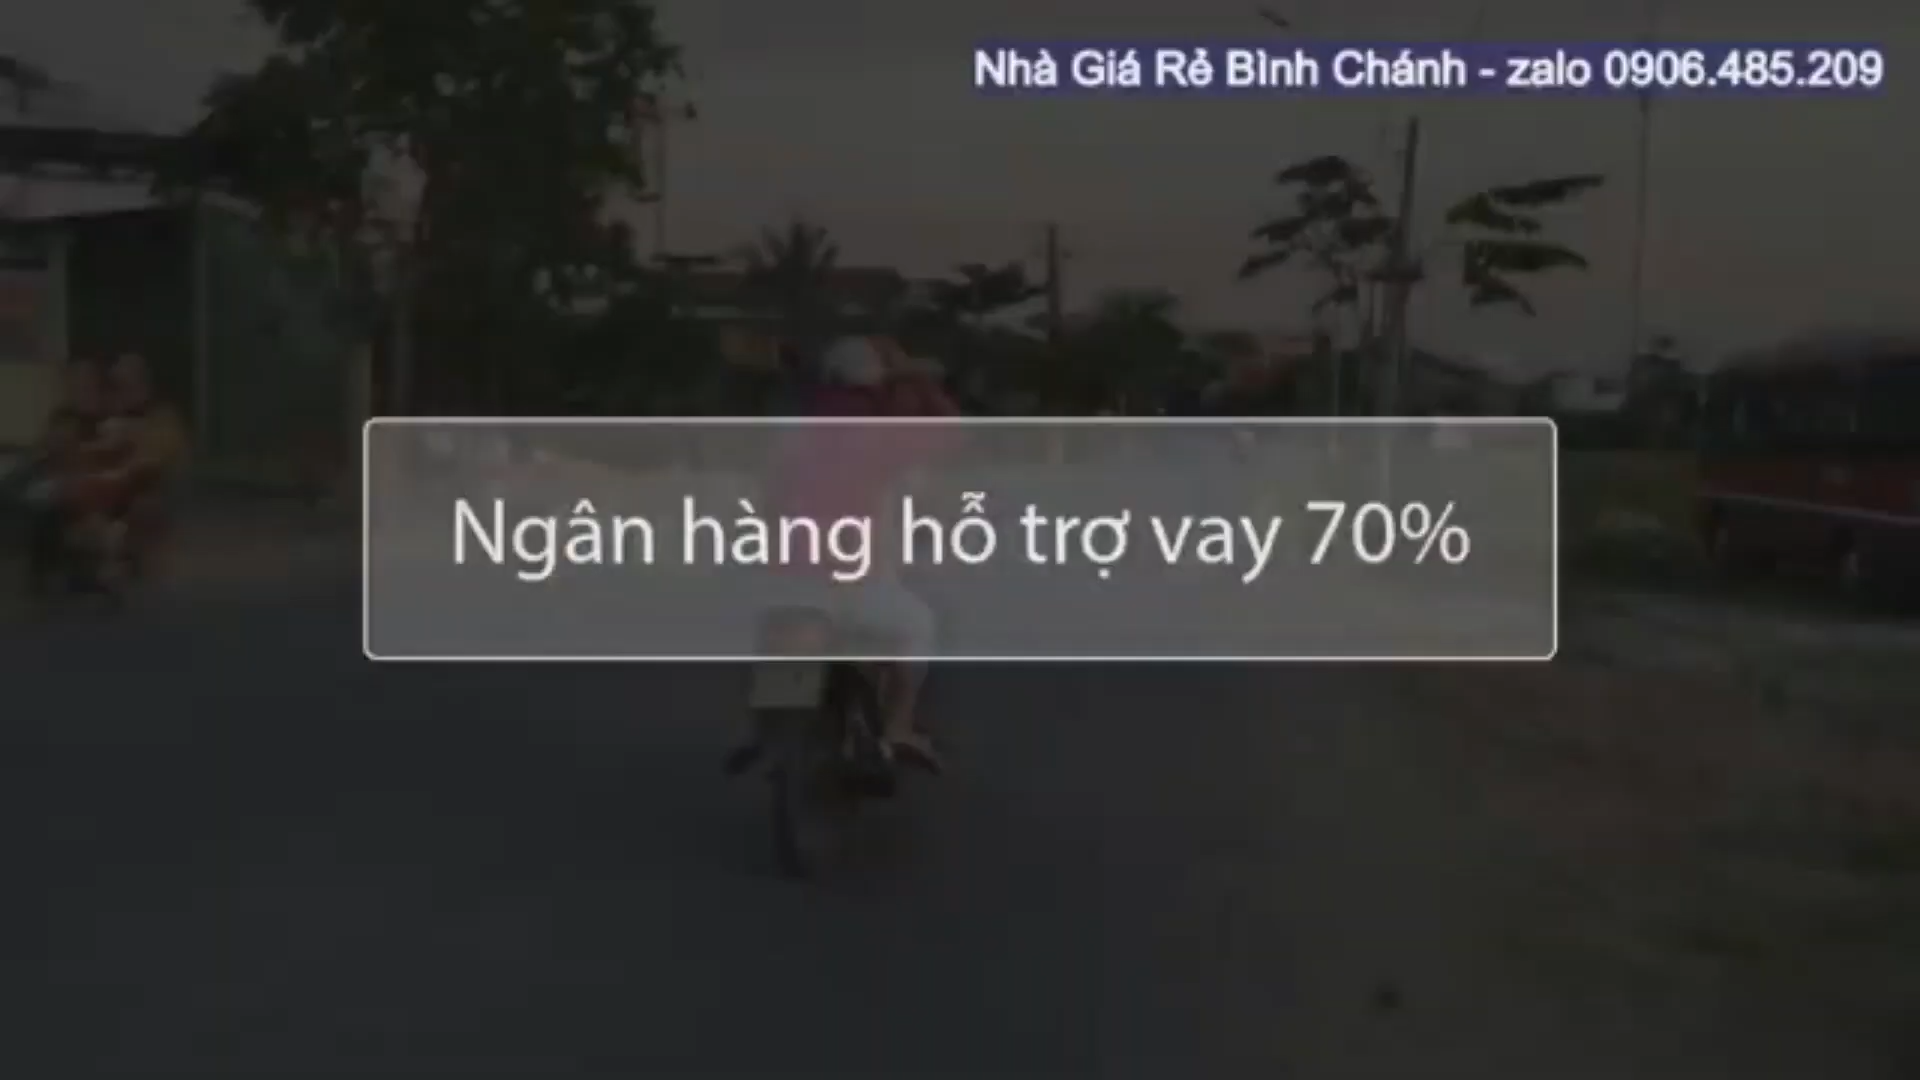 Nhà Giá Rẻ Bình Chánh - zalo 0906.485.209
Ngân hàng hỗ trợ vay 70%